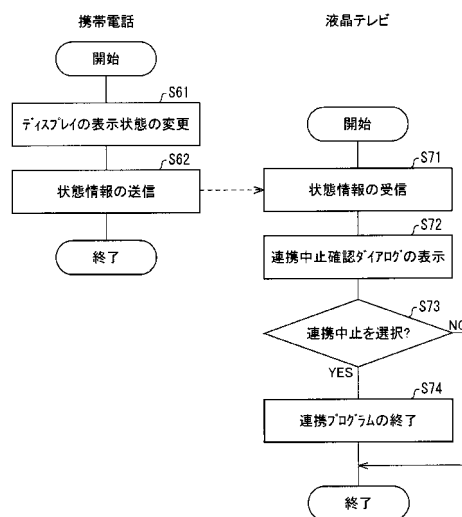 携帯電話
開始
S61
ディスプレイの表示状態の変更
S62
状態情報の送信
終了
液晶テレビ
開始
S71
状態情報の受信
S72
連携中止確認ダイアログの表示
S73
連携中止を選択?
NO
YES
S74
連携プログラムの終了
終了